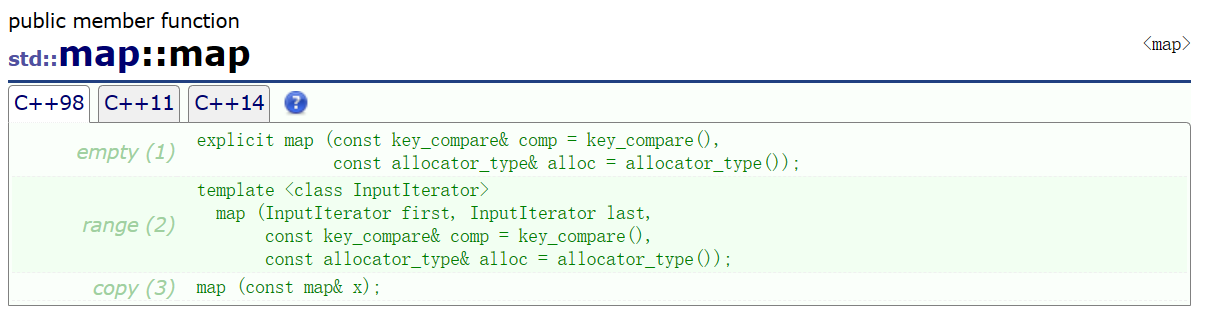 public member function
std::map::map
<map>
C++98 C++11 C++14 ?
empty (1)
explicit map (const key_compare& comp = key_compare(),
const allocator_type& alloc = allocator_type());
range (2)
template <class InputIterator>
map (InputIterator first, InputIterator last,
const key_compare& comp = key_compare(),
const allocator_type& alloc = allocator_type());
copy (3)
map (const map& x);